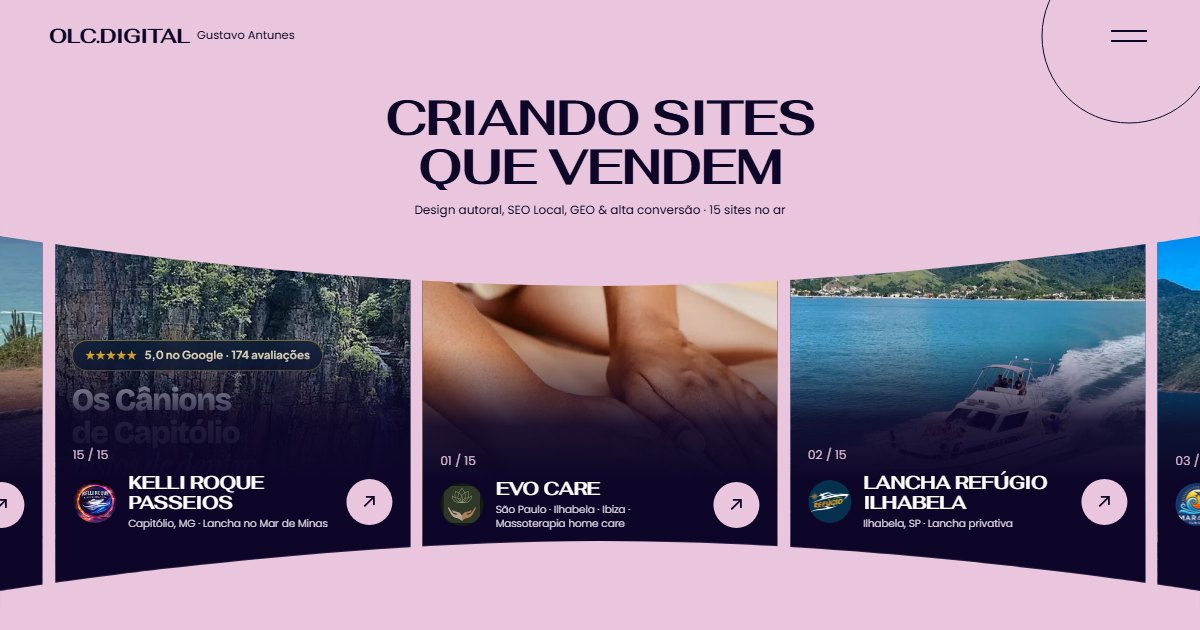 OLC.DIGITAL Gustavo Antunes
CRIANDO SITES
QUE VENDEM
Design autoral, SEO Local, GEO & alta conversão · 15 sites no ar
★★★★★ 5,0 no Google · 174 avaliações
Os Cânions
de Capitólio
15 / 15
KELLI ROQUE
PASSEIOS
Capitólio, MG · Lancha no Mar de Minas
01 / 15
EVO CARE
São Paulo · Ilhabela · Ibiza ·
Massoterapia home care
02 / 15
REFÚGIO
LANCHA REFÚGIO
ILHABELA
Ilhabela, SP · Lancha privativa
03 /